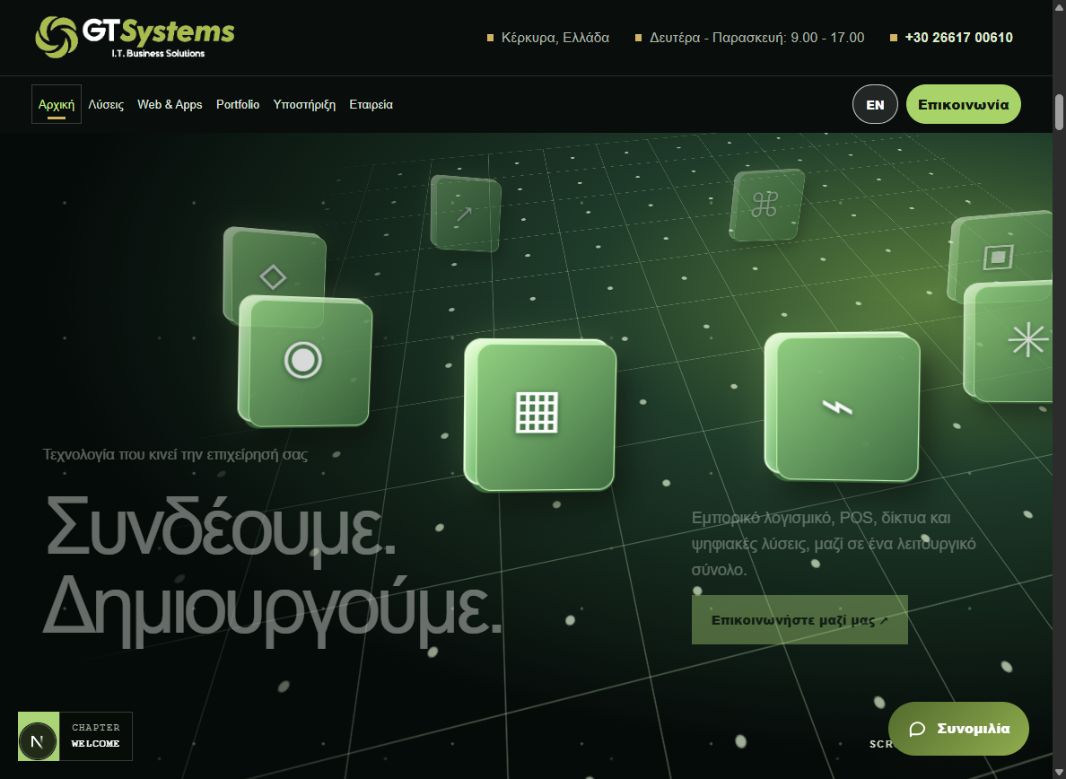 GTSystems
I.T. Business Solutions
Κέρκυρα, Ελλάδα
Δευτέρα - Παρασκευή: 9.00 - 17.00
+30 26617 00610
Αρχική
Λύσεις
Web & Apps
Portfolio
Υποστήριξη
Εταιρεία
EN
Επικοινωνία
Τεχνολογία που κινεί την επιχείρησή σας
Συνδέουμε.
Δημιουργούμε.
Εμπορικό λογισμικό, POS, δίκτυα και
ψηφιακές λύσεις, μαζί σε ένα λειτουργικό
σύνολο.
Επικοινωνήστε μαζί μας ↗
N
CHAPTER
WELCOME
SCR
Συνομιλία